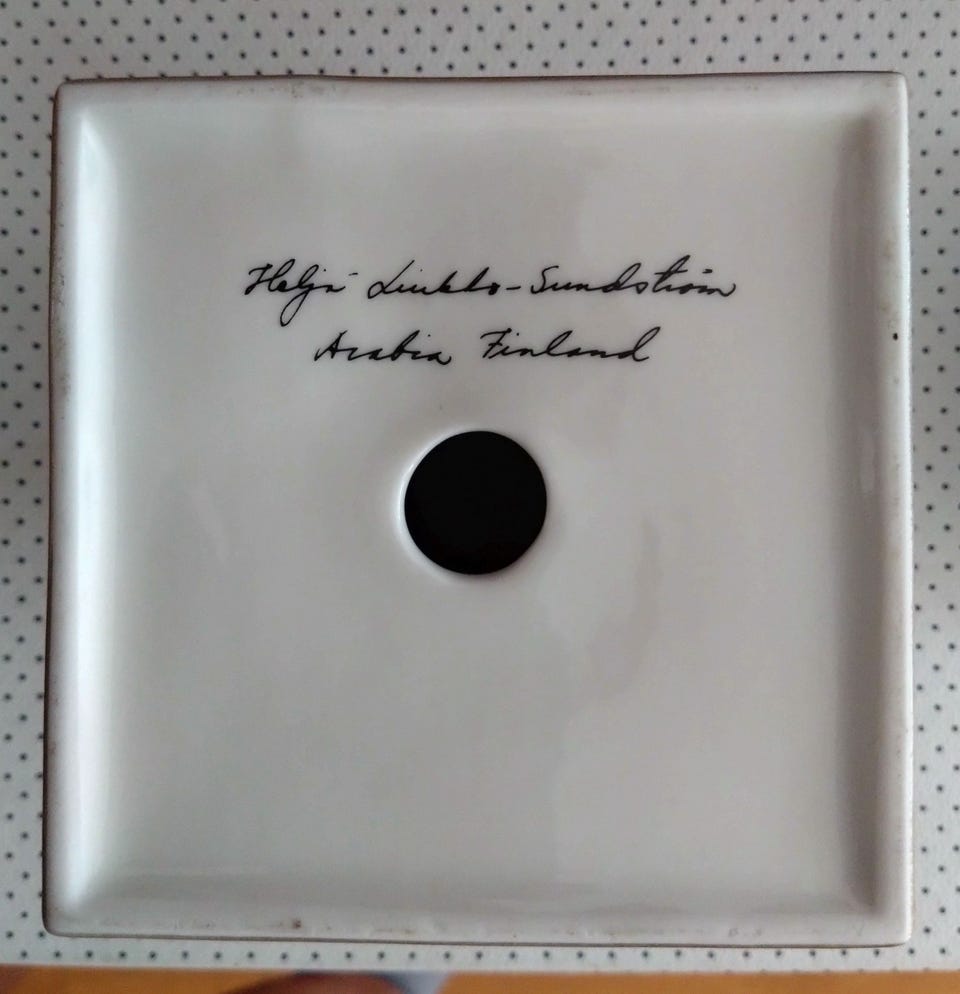 Heljä Liukko-Sundström
Arabia Finland